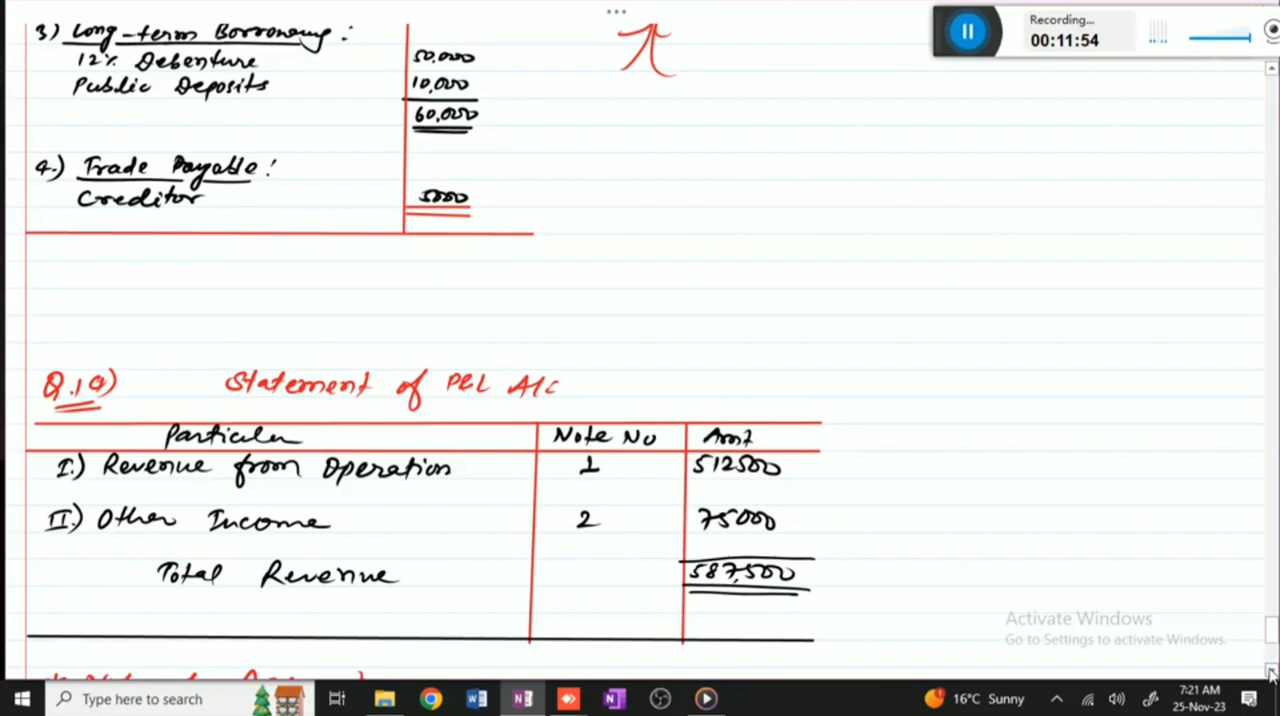 ...
Recording...
00:11:54
3) Long-term Borrowing:
12% Debenture 50,000
Public Deposits 10,000
60,000
4.) Trade Payable:
Creditor 5000
Q.19) Statement of P&L A/c
Particular Note No Amt
I.) Revenue from Operation 1 512500
II.) Other Income 2 75000
Total Revenue 587,500
Activate Windows
Go to Settings to activate Windows.
Type here to search
16°C Sunny
7:21 AM
25-Nov-23